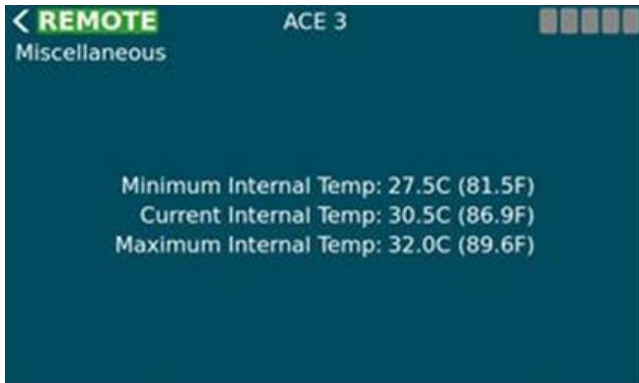 < REMOTE ACE 3
Miscellaneous
Minimum Internal Temp: 27.5C (81.5F)
Current Internal Temp: 30.5C (86.9F)
Maximum Internal Temp: 32.0C (89.6F)